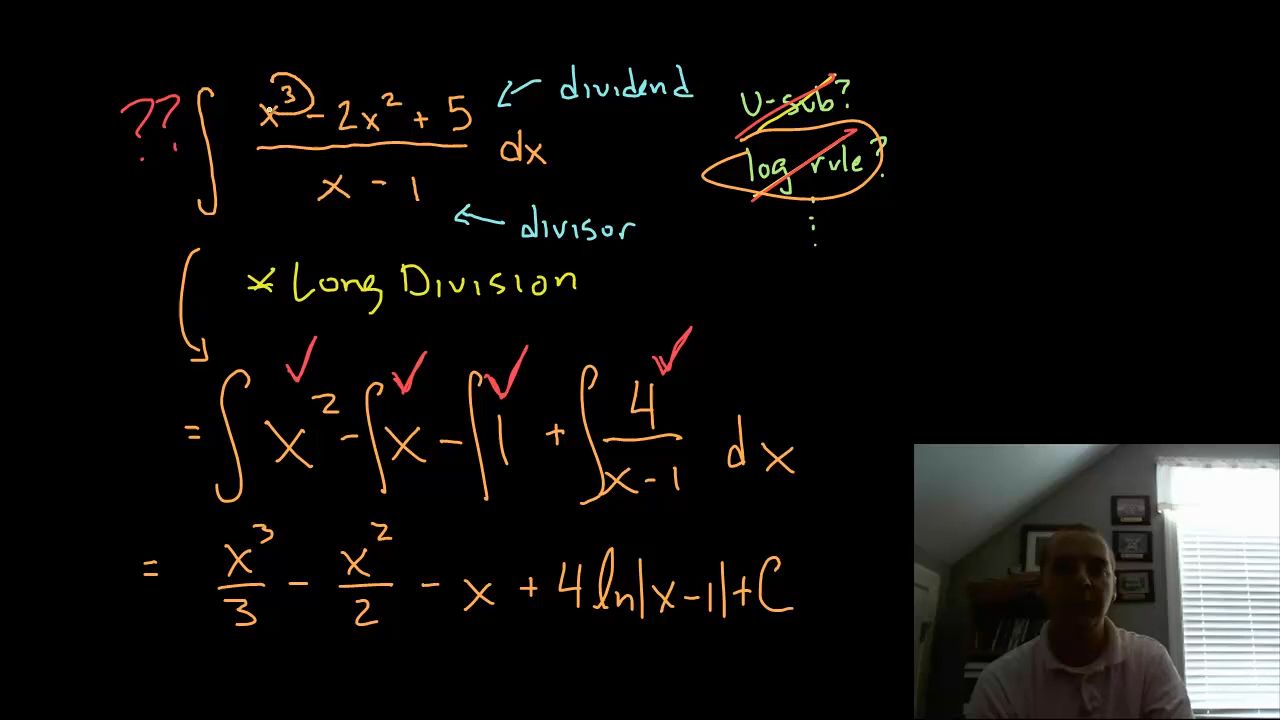 ?? ∫ (x³ - 2x² + 5)/(x - 1) dx
← dividend
← divisor
U-sub?
log rule?
⋮
* Long Division
= ∫ x² - ∫ x - ∫ 1 + ∫ 4/(x-1) dx
= x³/3 - x²/2 - x + 4 ln|x-1| + C